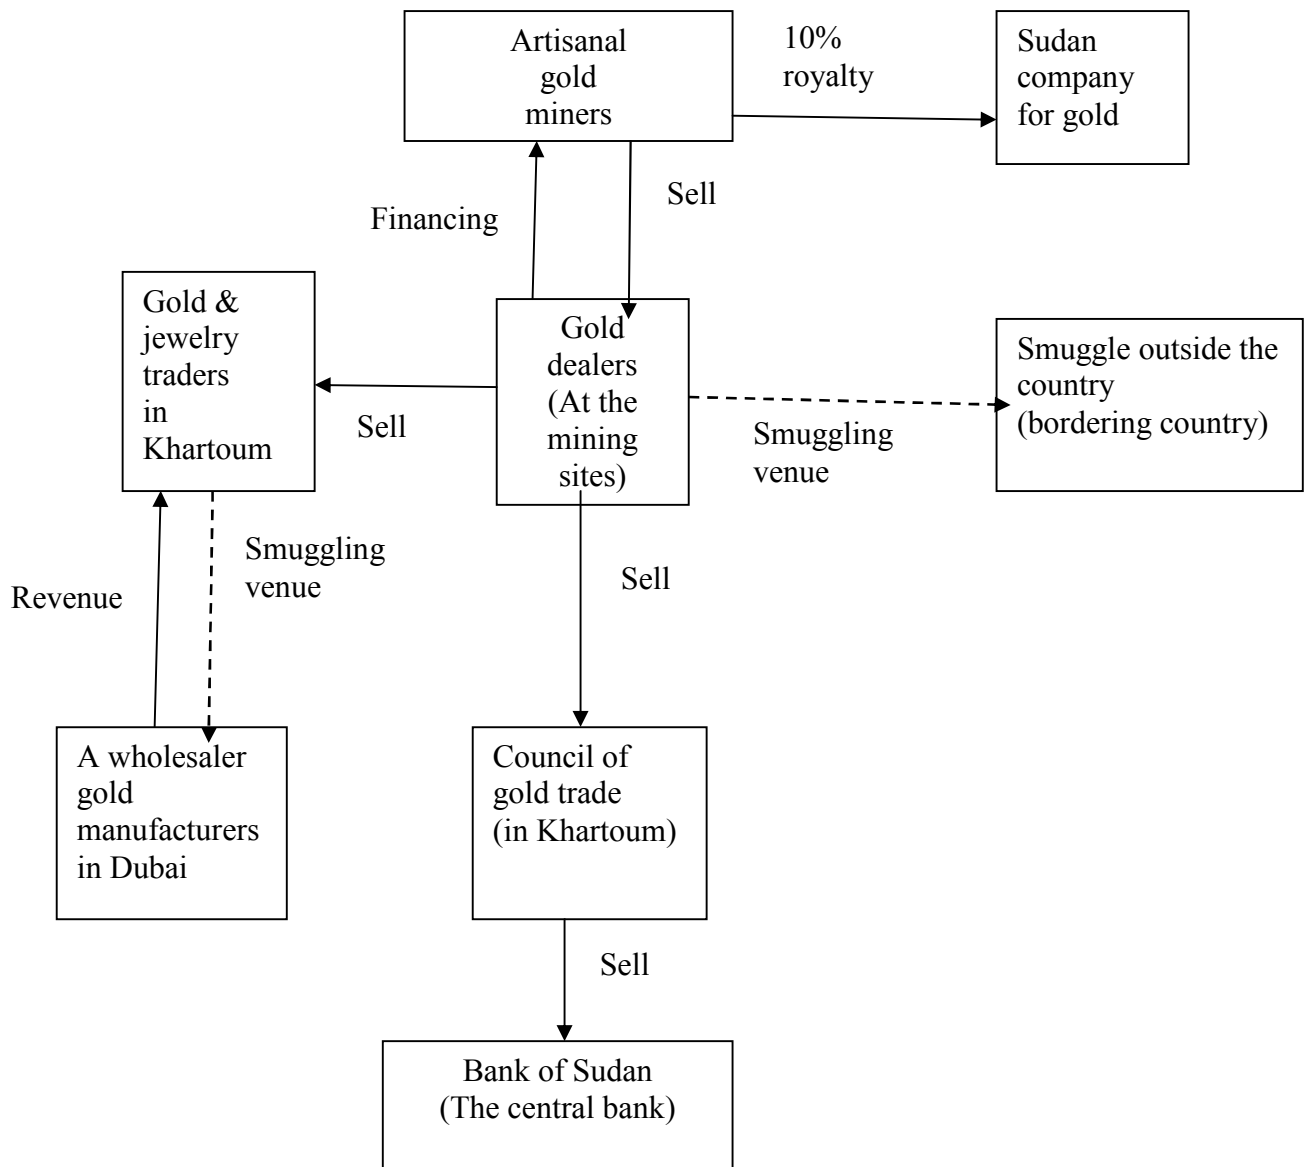 Artisanal
gold
miners
10%
royalty
Sudan
company
for gold
Financing
Sell
Gold &
jewelry
traders
in
Khartoum
Sell
Gold
dealers
(At the
mining
sites)
Smuggling
venue
Smuggle outside the
country
(bordering country)
Revenue
Smuggling
venue
Sell
A wholesaler
gold
manufacturers
in Dubai
Council of
gold trade
(in Khartoum)
Sell
Bank of Sudan
(The central bank)